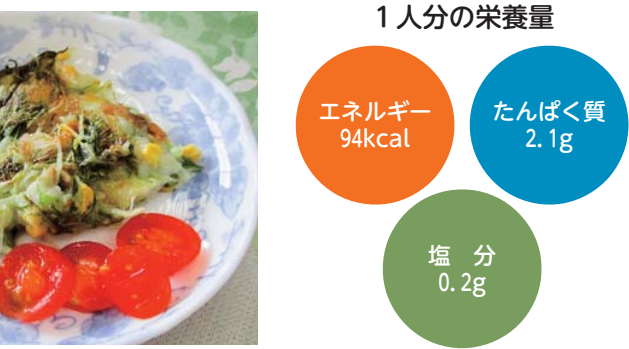 1人分の栄養量
エネルギー
94kcal
たんぱく質
2.1g
塩　分
0.2g